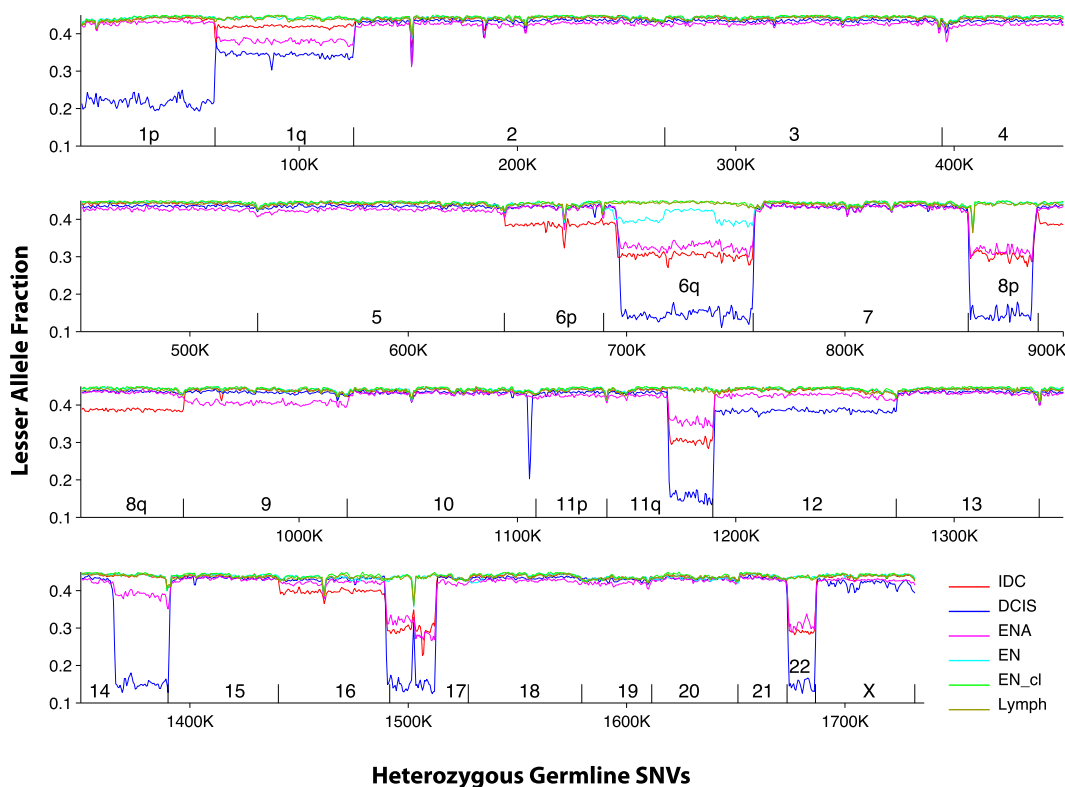 Lesser Allele Fraction
0.4
0.3
0.2
0.1
1p 1q 2 3 4
100K 200K 300K 400K
0.4
0.3
0.2
0.1
5 6p 6q 7 8p
500K 600K 700K 800K 900K
0.4
0.3
0.2
0.1
8q 9 10 11p 11q 12 13
1000K 1100K 1200K 1300K
0.4
0.3
0.2
0.1
14 15 16 17 18 19 20 21 22 X
1400K 1500K 1600K 1700K
IDC
DCIS
ENA
EN
EN_cl
Lymph
Heterozygous Germline SNVs